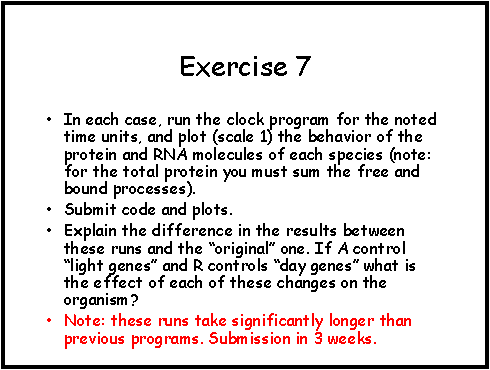 Exercise 7
• In each case, run the clock program for the noted
time units, and plot (scale 1) the behavior of the
protein and RNA molecules of each species (note:
for the total protein you must sum the free and
bound processes).
• Submit code and plots.
• Explain the difference in the results between
these runs and the “original” one. If A control
“light genes” and R controls “day genes” what is
the effect of each of these changes on the
organism?
• Note: these runs take significantly longer than
previous programs. Submission in 3 weeks.